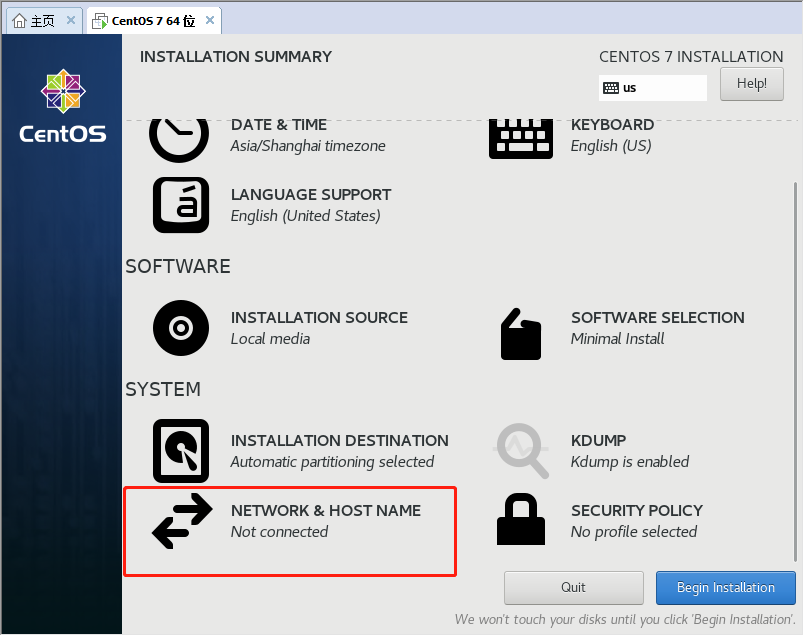 主页
CentOS 7 64 位
CentOS
INSTALLATION SUMMARY
CENTOS 7 INSTALLATION
us
Help!
DATE & TIME
Asia/Shanghai timezone
KEYBOARD
English (US)
LANGUAGE SUPPORT
English (United States)
SOFTWARE
INSTALLATION SOURCE
Local media
SOFTWARE SELECTION
Minimal Install
SYSTEM
INSTALLATION DESTINATION
Automatic partitioning selected
KDUMP
Kdump is enabled
NETWORK & HOST NAME
Not connected
SECURITY POLICY
No profile selected
Quit
Begin Installation
We won't touch your disks until you click 'Begin Installation'.